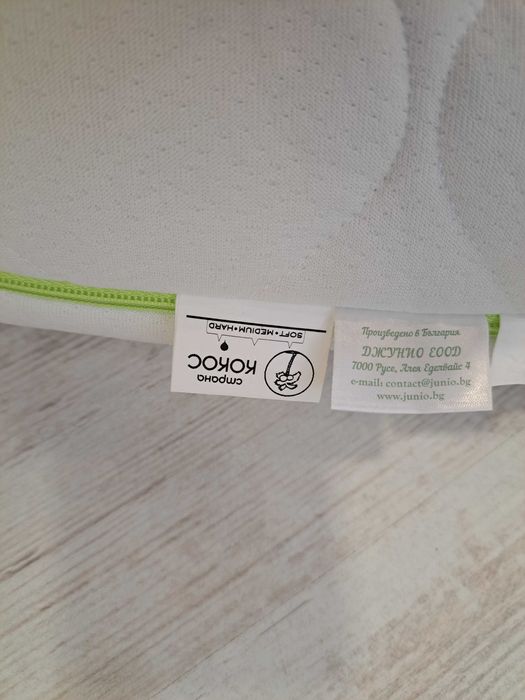 страна
КОКОС
SOFT • MEDIUM • HARD
Произведено в България
ДЖУНИО ЕООД
7000 Русе, Алея Еделвайс 4
e-mail: contact@junio.bg
www.junio.bg